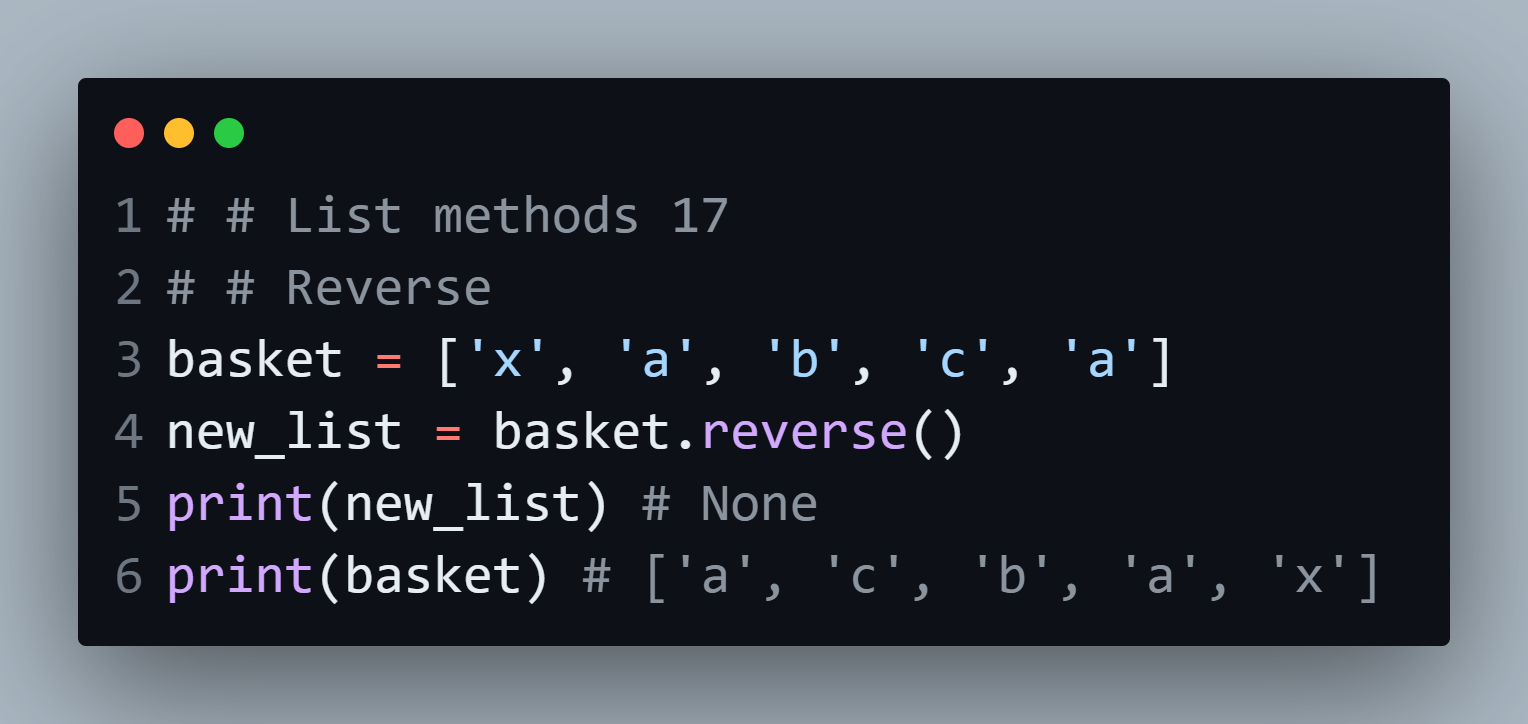 1 # # List methods 17
2 # # Reverse
3 basket = ['x', 'a', 'b', 'c', 'a']
4 new_list = basket.reverse()
5 print(new_list) # None
6 print(basket) # ['a', 'c', 'b', 'a', 'x']